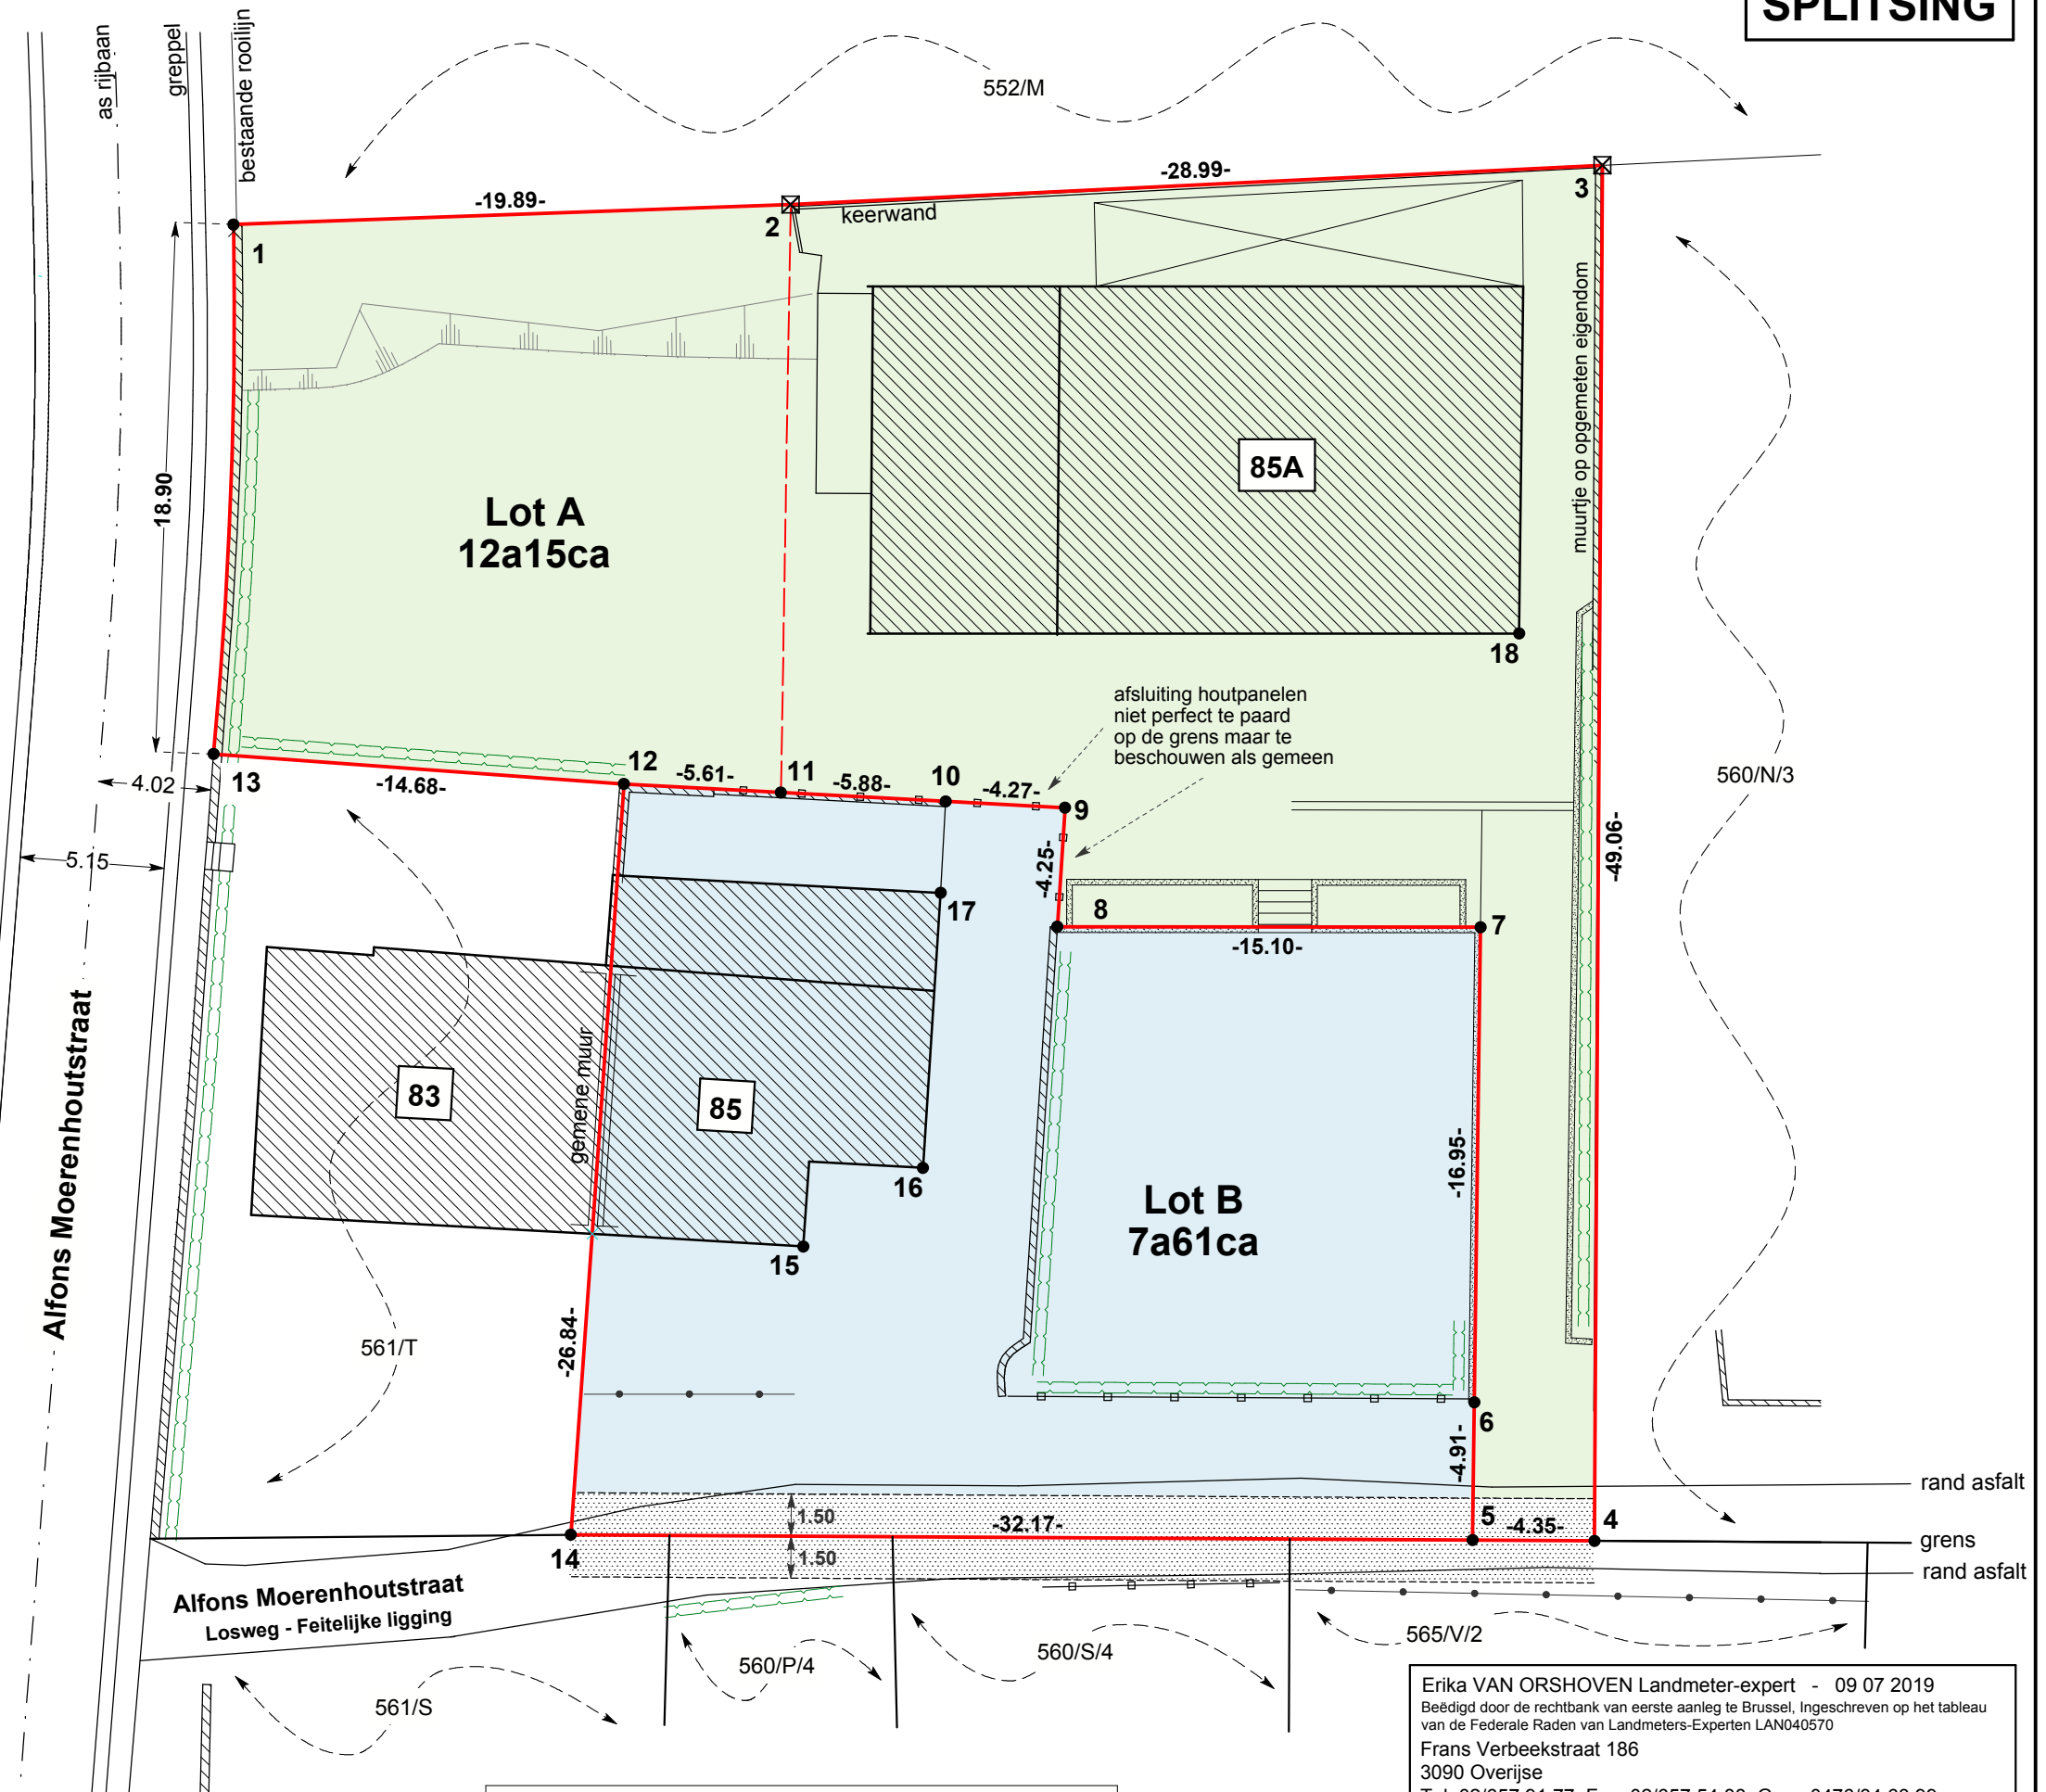 SPLITSING
as rijbaan
greppel
bestaande rooilijn
552/M
-19.89-
-28.99-
1
2
3
keerwand
muurtje op opgemeten eigendom
18.90
Lot A
12a15ca
85A
18
afsluiting houtpanelen
niet perfect te paard
op de grens maar te
beschouwen als gemeen
560/N/3
13
-14.68-
12
-5.61-
11
-5.88-
10
-4.27-
9
4.02
5.15
-4.25-
-49.06-
17
8
7
-15.10-
83
85
gemene muur
Alfons Moerenhoutstraat
16
15
Lot B
7a61ca
-16.95-
561/T
-26.84-
6
-4.91-
rand asfalt
1.50
-32.17-
5
-4.35-
4
grens
14
1.50
rand asfalt
Alfons Moerenhoutstraat
Losweg - Feitelijke ligging
561/S
560/P/4
560/S/4
565/V/2
Erika VAN ORSHOVEN Landmeter-expert - 09 07 2019
Beëdigd door de rechtbank van eerste aanleg te Brussel, Ingeschreven op het tableau
van de Federale Raden van Landmeters-Experten LAN040570
Frans Verbeekstraat 186
3090 Overijse